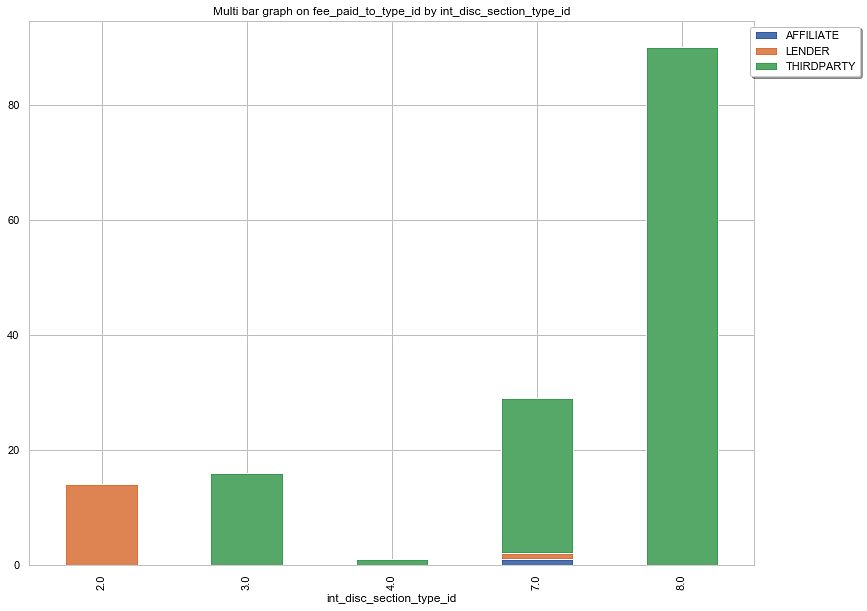 Multi bar graph on fee_paid_to_type_id by int_disc_section_type_id
AFFILIATE
LENDER
THIRDPARTY
80
60
40
20
0
2.0
3.0
4.0
7.0
8.0
int_disc_section_type_id